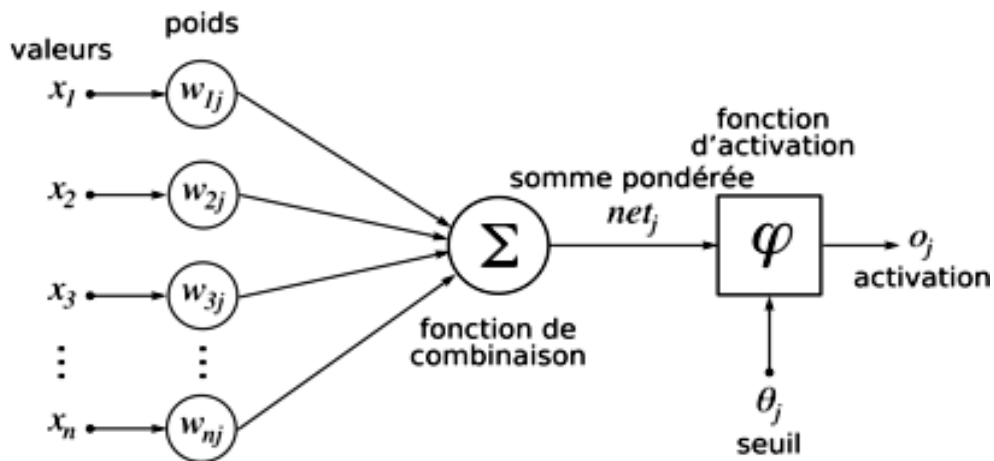 poids
valeurs
x₁ w₁ⱼ
x₂ w₂ⱼ
x₃ w₃ⱼ
⋮ ⋮
xₙ wₙⱼ
Σ
fonction de
combinaison
somme pondérée
netⱼ
fonction
d'activation
φ
oⱼ
activation
θⱼ
seuil